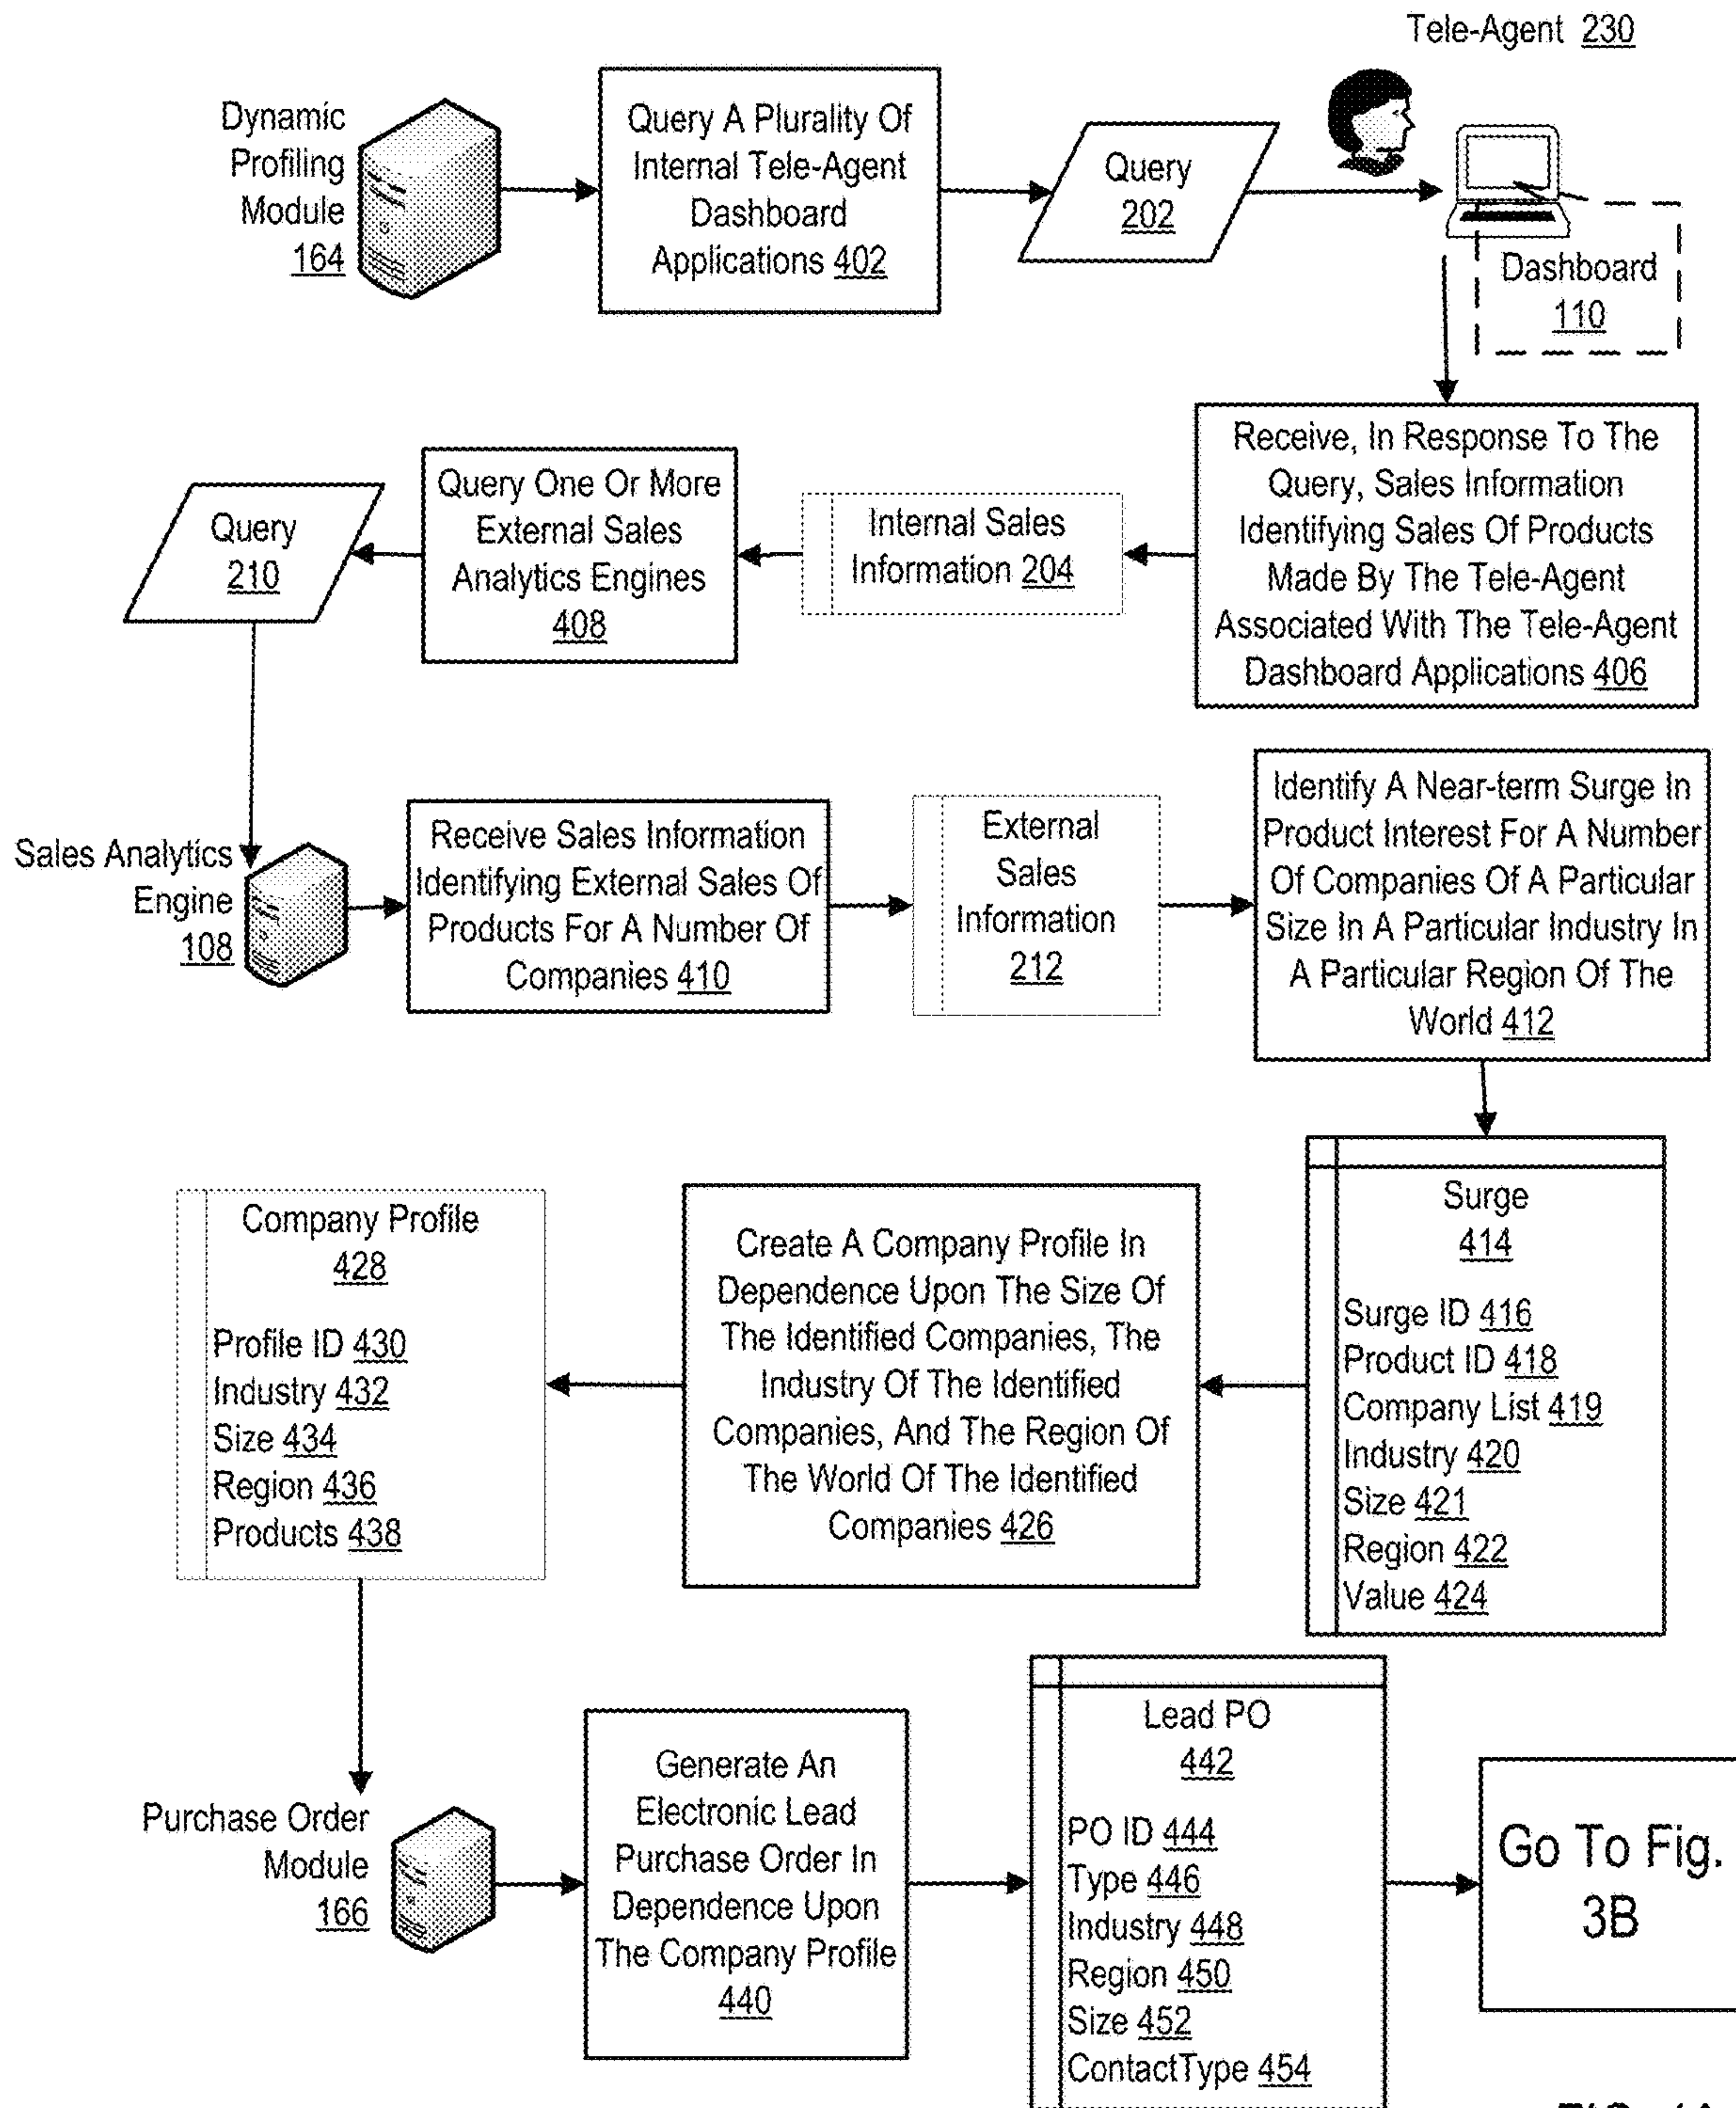 Tele-Agent 230
Dynamic
Profiling
Module
164
Query A Plurality Of
Internal Tele-Agent
Dashboard
Applications 402
Query
202
Dashboard
110
Receive, In Response To The
Query, Sales Information
Identifying Sales Of Products
Made By The Tele-Agent
Associated With The Tele-Agent
Dashboard Applications 406
Internal Sales
Information 204
Query One Or More
External Sales
Analytics Engines
408
Query
210
Sales Analytics
Engine
108
Receive Sales Information
Identifying External Sales Of
Products For A Number Of
Companies 410
External
Sales
Information
212
Identify A Near-term Surge In
Product Interest For A Number
Of Companies Of A Particular
Size In A Particular Industry In
A Particular Region Of The
World 412
Surge
414
Surge ID 416
Product ID 418
Company List 419
Industry 420
Size 421
Region 422
Value 424
Create A Company Profile In
Dependence Upon The Size Of
The Identified Companies, The
Industry Of The Identified
Companies, And The Region Of
The World Of The Identified
Companies 426
Company Profile
428
Profile ID 430
Industry 432
Size 434
Region 436
Products 438
Purchase Order
Module
166
Generate An
Electronic Lead
Purchase Order In
Dependence Upon
The Company Profile
440
Lead PO
442
PO ID 444
Type 446
Industry 448
Region 450
Size 452
ContactType 454
Go To Fig.
3B